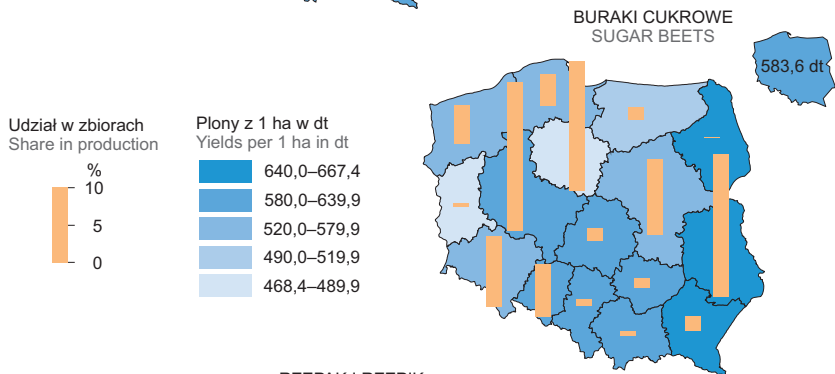 BURAKI CUKROWE
SUGAR BEETS
583,6 dt
Udział w zbiorach
Share in production
%
10
5
0
Plony z 1 ha w dt
Yields per 1 ha in dt
640,0–667,4
580,0–639,9
520,0–579,9
490,0–519,9
468,4–489,9